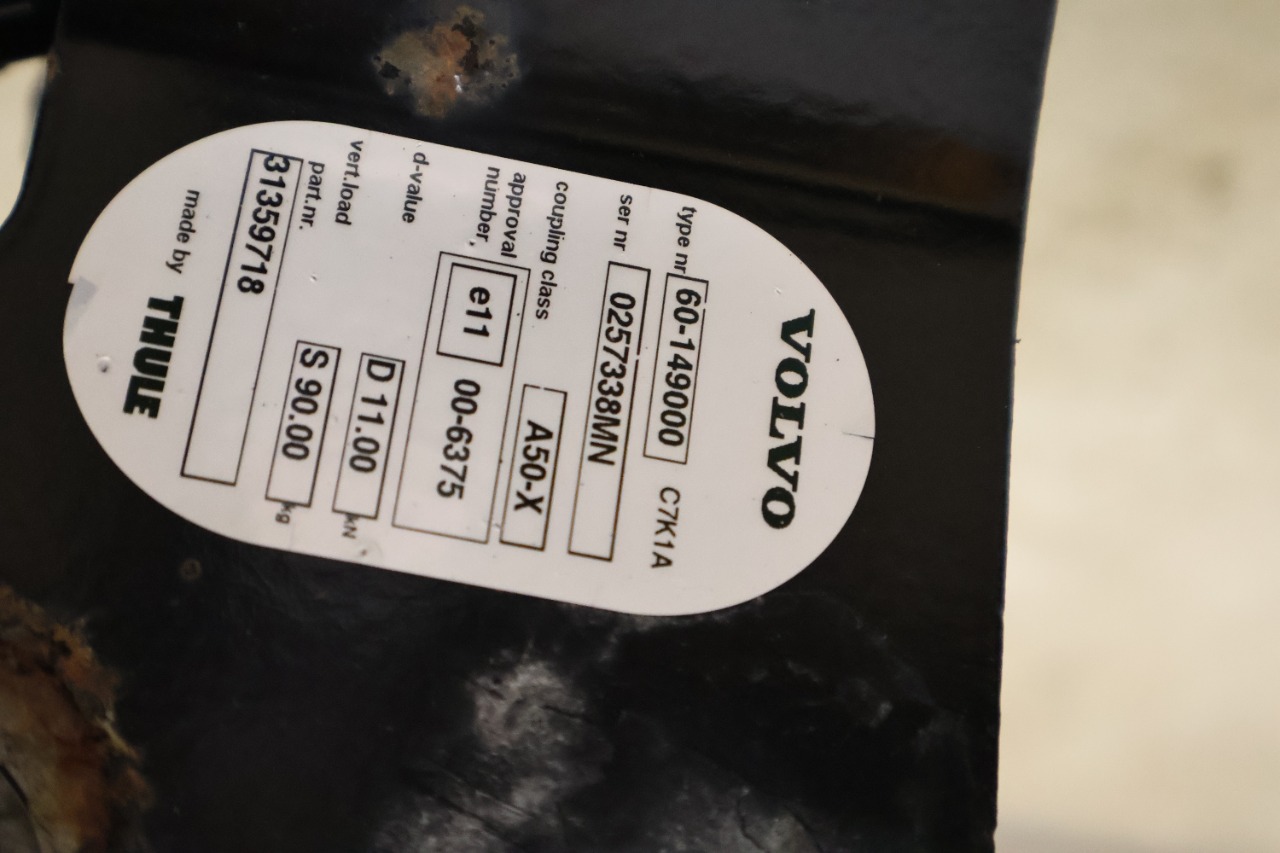 VOLVO
type nr 60-149000 C7K1A
ser nr 0257338MN
coupling class A50-X
approval number e11 00-6375
d-value D 11.00 kN
vert.load S 90.00 kg
part.nr. 31359718
made by THULE